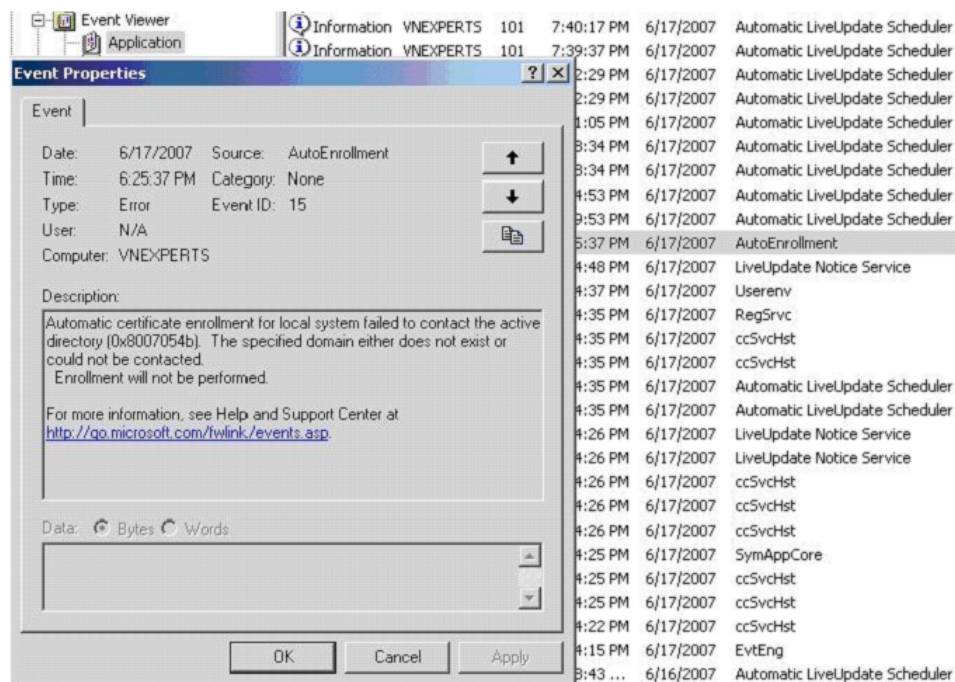 Event Viewer
Application
Information VNEXPERTS 101 7:40:17 PM 6/17/2007 Automatic LiveUpdate Scheduler
Information VNEXPERTS 101 7:39:37 PM 6/17/2007 Automatic LiveUpdate Scheduler
Event Properties
Event
Date: 6/17/2007 Source: AutoEnrollment
Time: 6:25:37 PM Category: None
Type: Error Event ID: 15
User: N/A
Computer: VNEXPERTS
Description:
Automatic certificate enrollment for local system failed to contact the active
directory (0x8007054b). The specified domain either does not exist or
could not be contacted.
Enrollment will not be performed.
For more information, see Help and Support Center at
http://go.microsoft.com/fwlink/events.asp.
Data: Bytes Words
OK Cancel Apply
2:29 PM 6/17/2007 Automatic LiveUpdate Scheduler
2:29 PM 6/17/2007 Automatic LiveUpdate Scheduler
1:05 PM 6/17/2007 Automatic LiveUpdate Scheduler
3:34 PM 6/17/2007 Automatic LiveUpdate Scheduler
3:34 PM 6/17/2007 Automatic LiveUpdate Scheduler
4:53 PM 6/17/2007 Automatic LiveUpdate Scheduler
9:53 PM 6/17/2007 Automatic LiveUpdate Scheduler
5:37 PM 6/17/2007 AutoEnrollment
4:48 PM 6/17/2007 LiveUpdate Notice Service
4:37 PM 6/17/2007 Userenv
4:35 PM 6/17/2007 RegSrvc
4:35 PM 6/17/2007 ccSvcHst
4:35 PM 6/17/2007 ccSvcHst
4:35 PM 6/17/2007 Automatic LiveUpdate Scheduler
4:35 PM 6/17/2007 Automatic LiveUpdate Scheduler
4:26 PM 6/17/2007 LiveUpdate Notice Service
4:26 PM 6/17/2007 LiveUpdate Notice Service
4:26 PM 6/17/2007 ccSvcHst
4:26 PM 6/17/2007 ccSvcHst
4:26 PM 6/17/2007 ccSvcHst
4:25 PM 6/17/2007 SymAppCore
4:25 PM 6/17/2007 ccSvcHst
4:25 PM 6/17/2007 ccSvcHst
4:22 PM 6/17/2007 ccSvcHst
4:15 PM 6/17/2007 EvtEng
3:43 ... 6/16/2007 Automatic LiveUpdate Scheduler